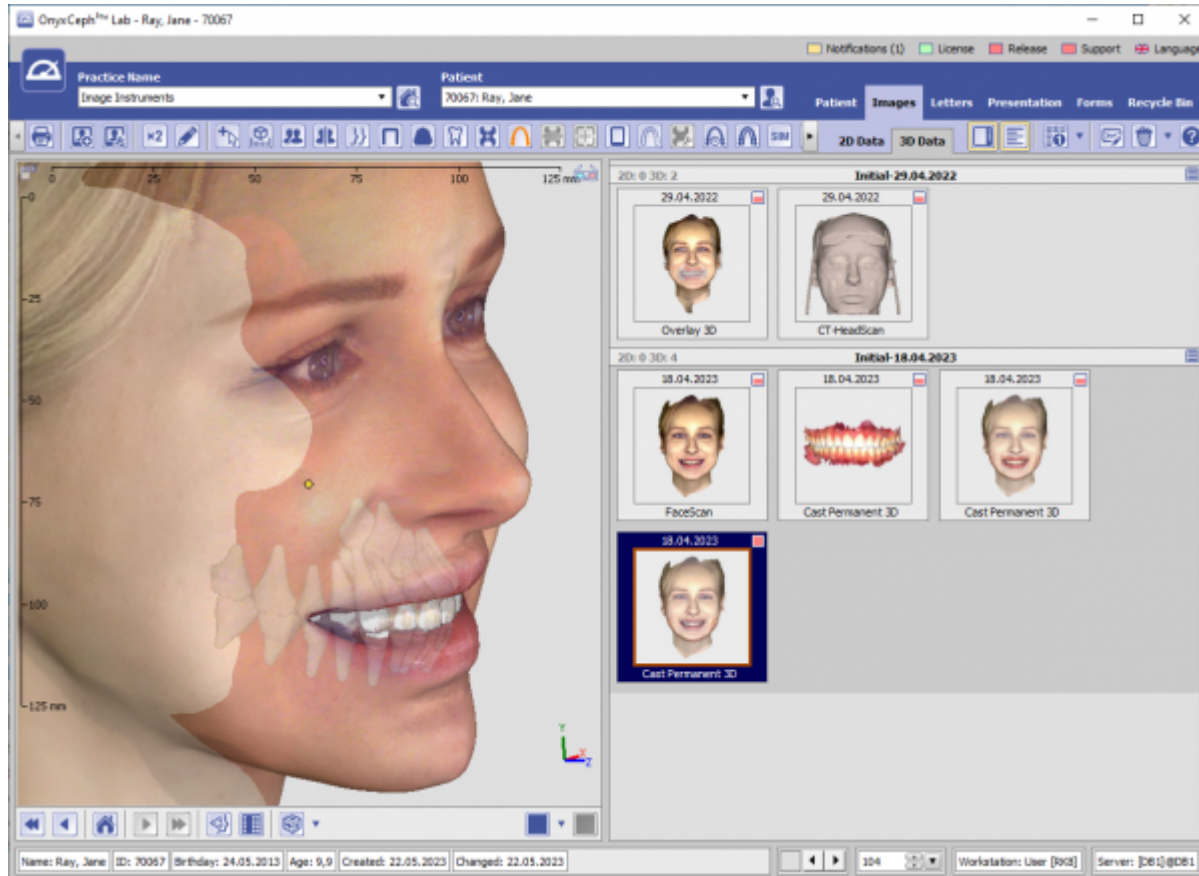 OnyxCeph³™ Lab - Ray, Jane - 70067
Notifications (1) License Release Support Language
Practice Name Patient
Image Instruments 70067: Ray, Jane
Patient Images Letters Presentation Forms Recycle Bin
×2 SIM 2D Data 3D Data
0 25 50 75 100 125 mm
0
25
50
75
100
125 mm
Y
X
Z
2D: 0 3D: 2 Initial-29.04.2022
29.04.2022 29.04.2022
Overlay 3D CT-HeadScan
2D: 0 3D: 4 Initial-18.04.2023
18.04.2023 18.04.2023 18.04.2023
FaceScan Cast Permanent 3D Cast Permanent 3D
18.04.2023
Cast Permanent 3D
Name: Ray, Jane ID: 70067 Birthday: 24.05.2013 Age: 9,9 Created: 22.05.2023 Changed: 22.05.2023 104 Workstation: User [RK8] Server: [DB1]@DB1